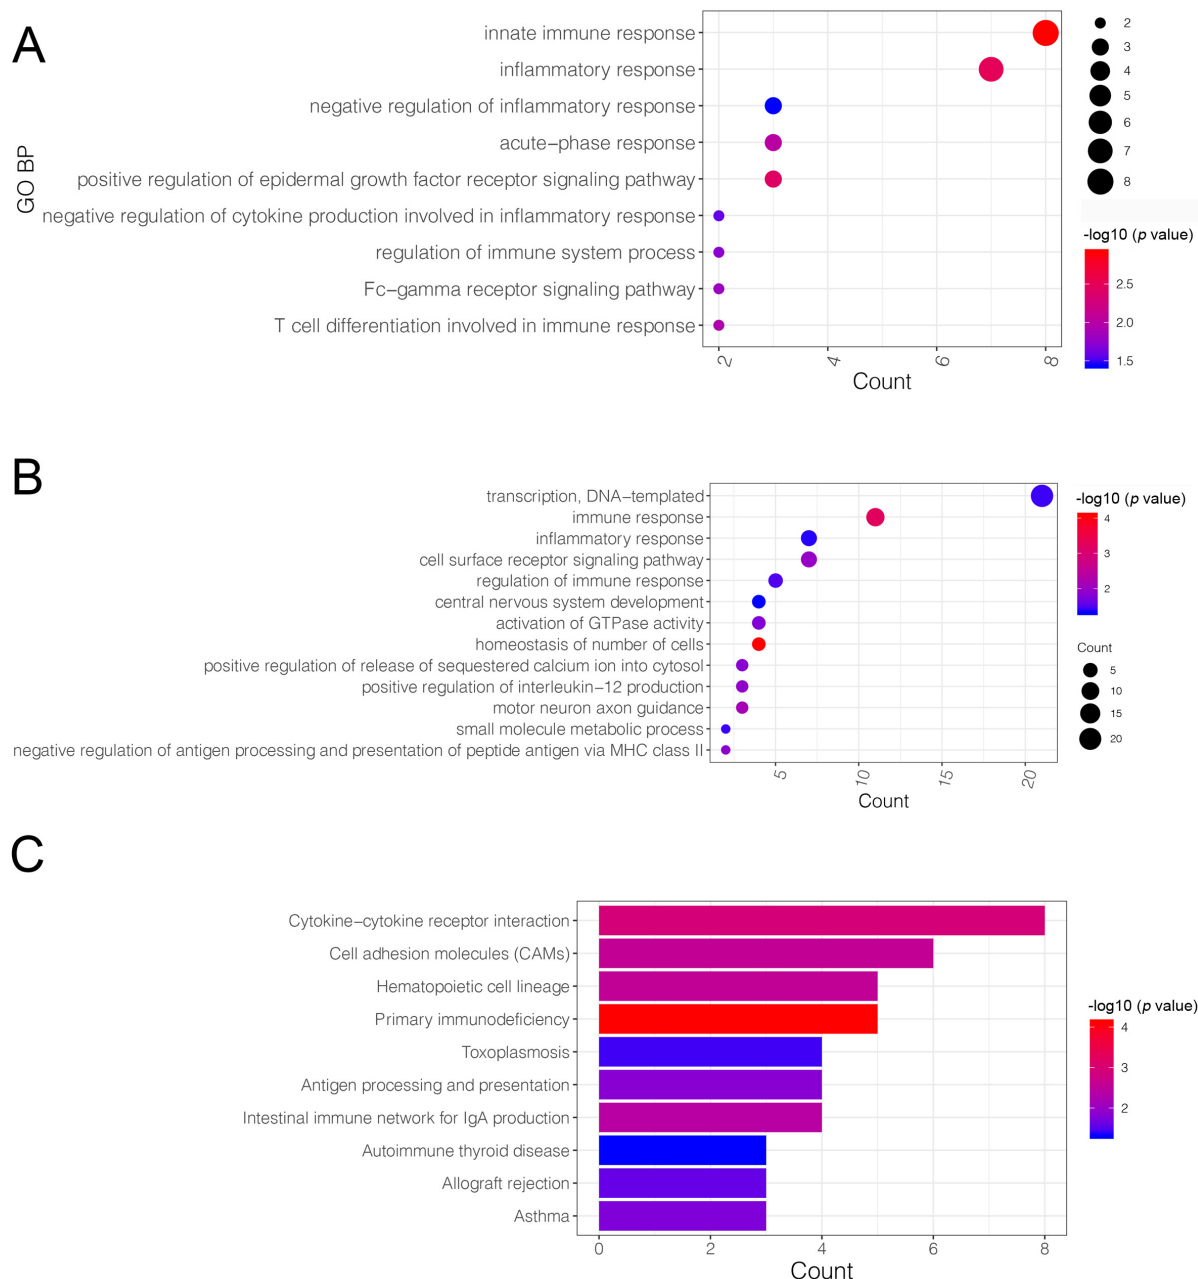 A
GO BP
innate immune response
inflammatory response
negative regulation of inflammatory response
acute−phase response
positive regulation of epidermal growth factor receptor signaling pathway
negative regulation of cytokine production involved in inflammatory response
regulation of immune system process
Fc−gamma receptor signaling pathway
T cell differentiation involved in immune response
2 4 6 8
Count
2
3
4
5
6
7
8
-log10 (p value)
2.5
2.0
1.5
B
transcription, DNA−templated
immune response
inflammatory response
cell surface receptor signaling pathway
regulation of immune response
central nervous system development
activation of GTPase activity
homeostasis of number of cells
positive regulation of release of sequestered calcium ion into cytosol
positive regulation of interleukin−12 production
motor neuron axon guidance
small molecule metabolic process
negative regulation of antigen processing and presentation of peptide antigen via MHC class II
5 10 15 20
Count
-log10 (p value)
4
3
2
Count
5
10
15
20
C
Cytokine−cytokine receptor interaction
Cell adhesion molecules (CAMs)
Hematopoietic cell lineage
Primary immunodeficiency
Toxoplasmosis
Antigen processing and presentation
Intestinal immune network for IgA production
Autoimmune thyroid disease
Allograft rejection
Asthma
0 2 4 6 8
Count
-log10 (p value)
4
3
2